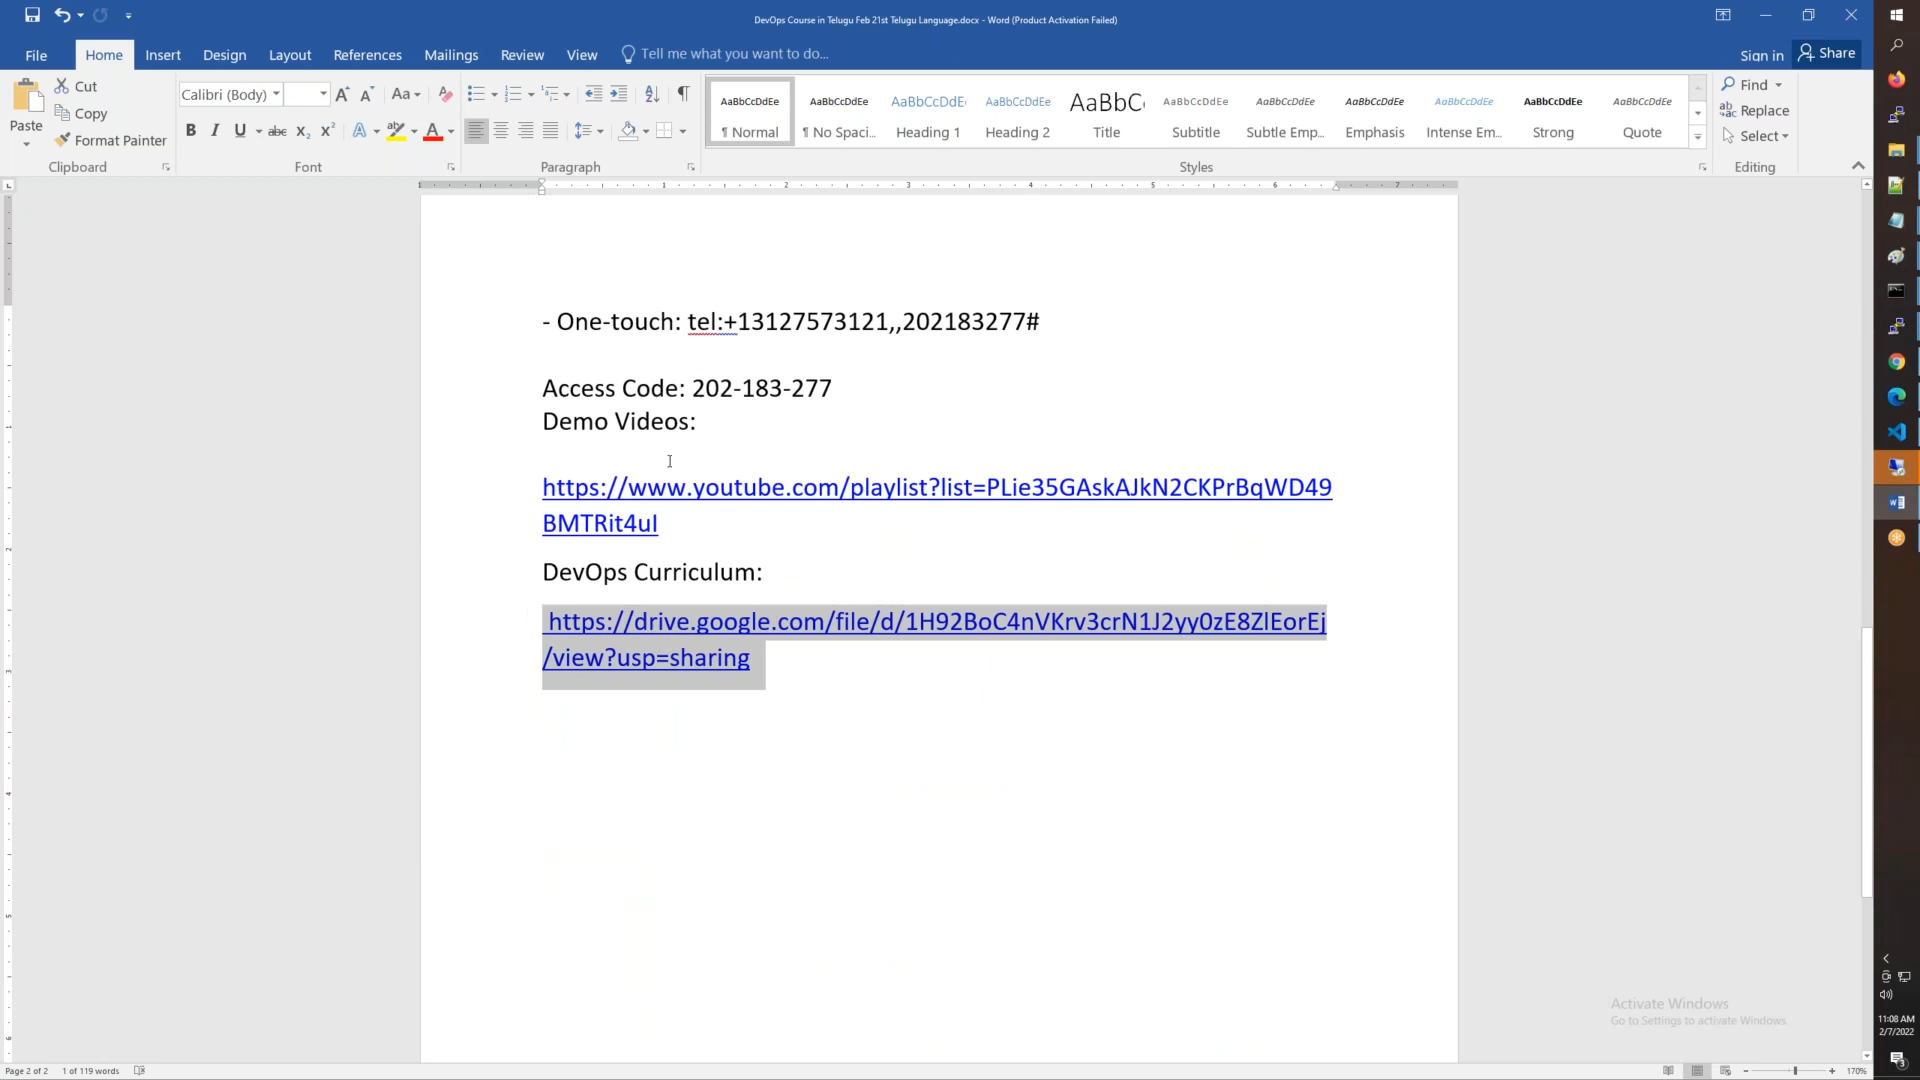 DevOps Course in Telugu Feb 21st Telugu Language.docx - Word (Product Activation Failed)
File Home Insert Design Layout References Mailings Review View Tell me what you want to do... Sign in Share
Paste
Cut
Copy
Format Painter
Clipboard
Calibri (Body)
Font
Paragraph
AaBbCcDdEe ¶ Normal
AaBbCcDdEe ¶ No Spaci...
AaBbCcDdE Heading 1
AaBbCcDdEe Heading 2
AaBbC Title
AaBbCcDdEe Subtitle
AaBbCcDdEe Subtle Emp...
AaBbCcDdEe Emphasis
AaBbCcDdEe Intense Em...
AaBbCcDdEe Strong
AaBbCcDdEe Quote
Styles
Find
Replace
Select
Editing
- One-touch: tel:+13127573121,,202183277#
Access Code: 202-183-277
Demo Videos:
https://www.youtube.com/playlist?list=PLie35GAskAJkN2CKPrBqWD49
BMTRit4uI
DevOps Curriculum:
https://drive.google.com/file/d/1H92BoC4nVKrv3crN1J2yy0zE8ZlEorEj
/view?usp=sharing
Activate Windows
Go to Settings to activate Windows.
11:08 AM
2/7/2022
Page 2 of 2 1 of 119 words 170%